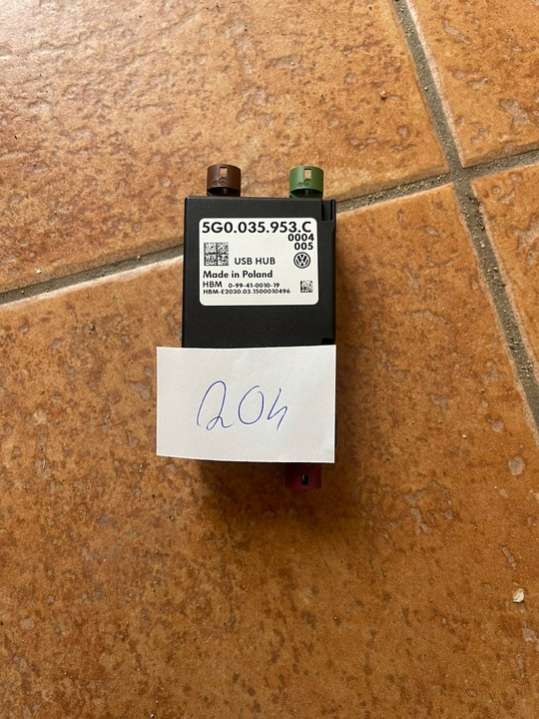 5G0.035.953.C
0004
005
USB HUB
Made in Poland
HBM 0-99-41-0010-19
HBM-E2030.03.1500010496
204